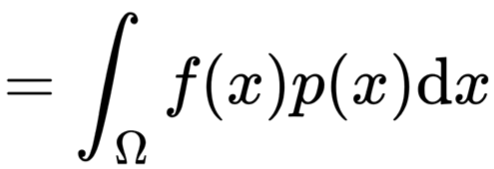 = ∫_Ω f(x)p(x)dx